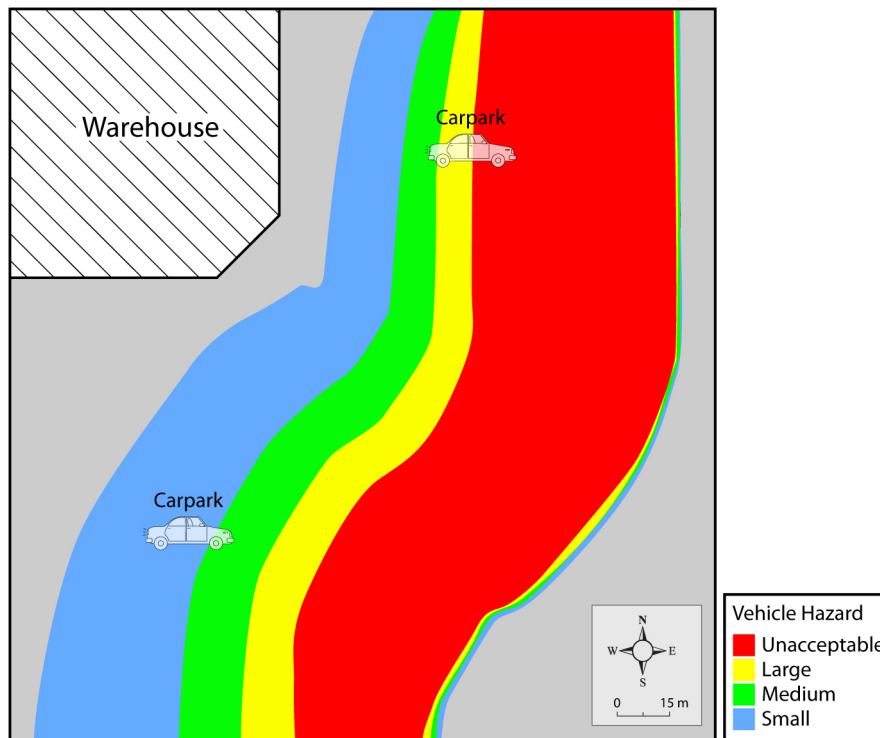 Warehouse
Carpark
Carpark
N
W E
S
0 15 m
Vehicle Hazard
Unacceptable
Large
Medium
Small